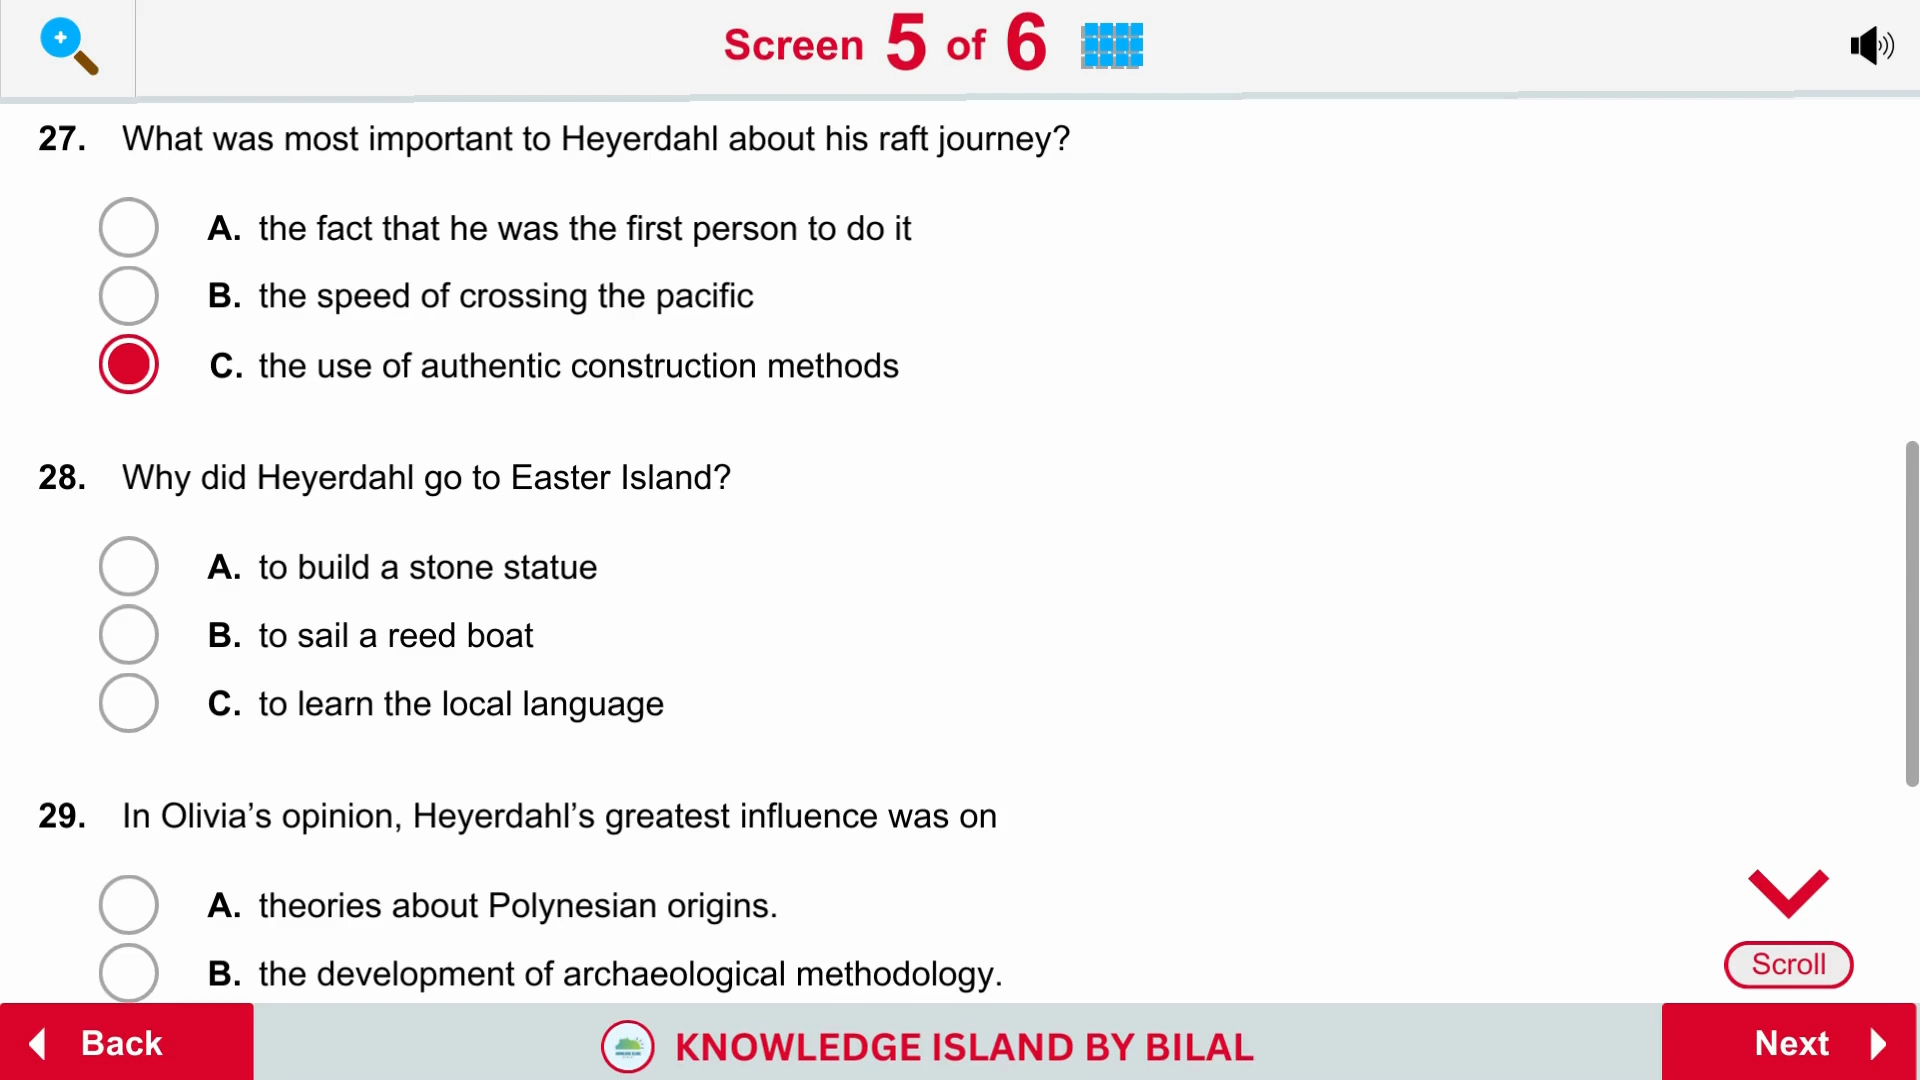 Screen 5 of 6
27. What was most important to Heyerdahl about his raft journey?
A. the fact that he was the first person to do it
B. the speed of crossing the pacific
C. the use of authentic construction methods
28. Why did Heyerdahl go to Easter Island?
A. to build a stone statue
B. to sail a reed boat
C. to learn the local language
29. In Olivia’s opinion, Heyerdahl’s greatest influence was on
A. theories about Polynesian origins.
B. the development of archaeological methodology.
Scroll
Back
KNOWLEDGE ISLAND BY BILAL
Next